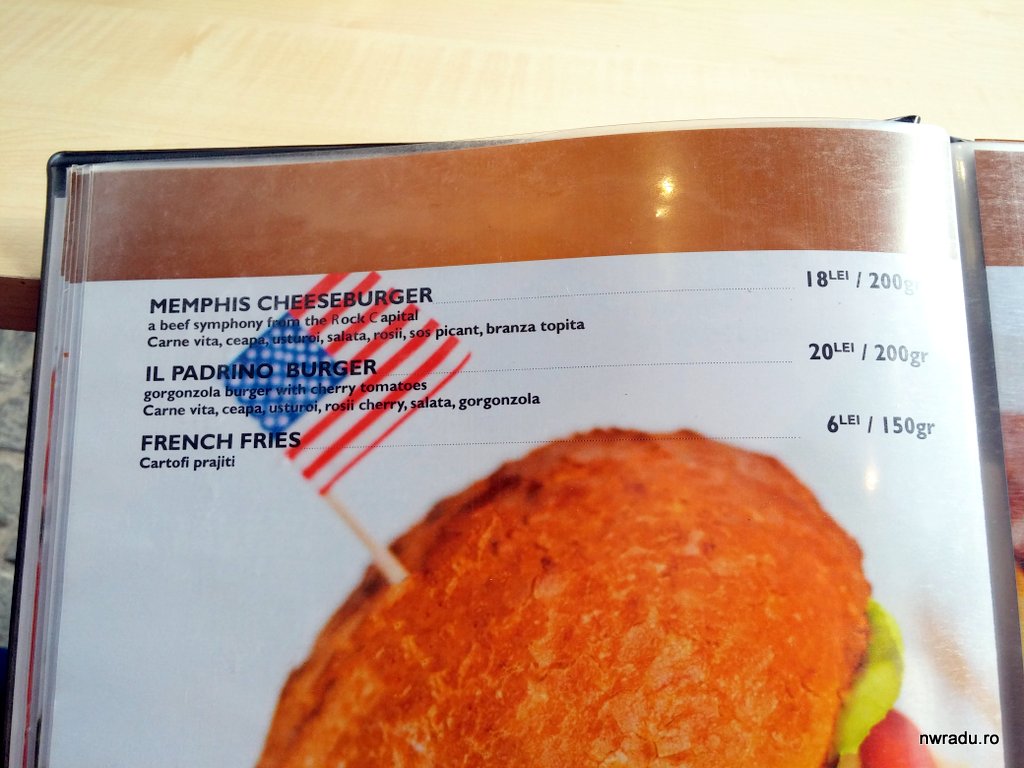 MEMPHIS CHEESEBURGER 18LEI / 200gr
a beef symphony from the Rock Capital
Carne vita, ceapa, usturoi, salata, rosii, sos picant, branza topita
IL PADRINO BURGER 20LEI / 200gr
gorgonzola burger with cherry tomatoes
Carne vita, ceapa, usturoi, rosii cherry, salata, gorgonzola
FRENCH FRIES 6LEI / 150gr
Cartofi prajiti
nwradu.ro